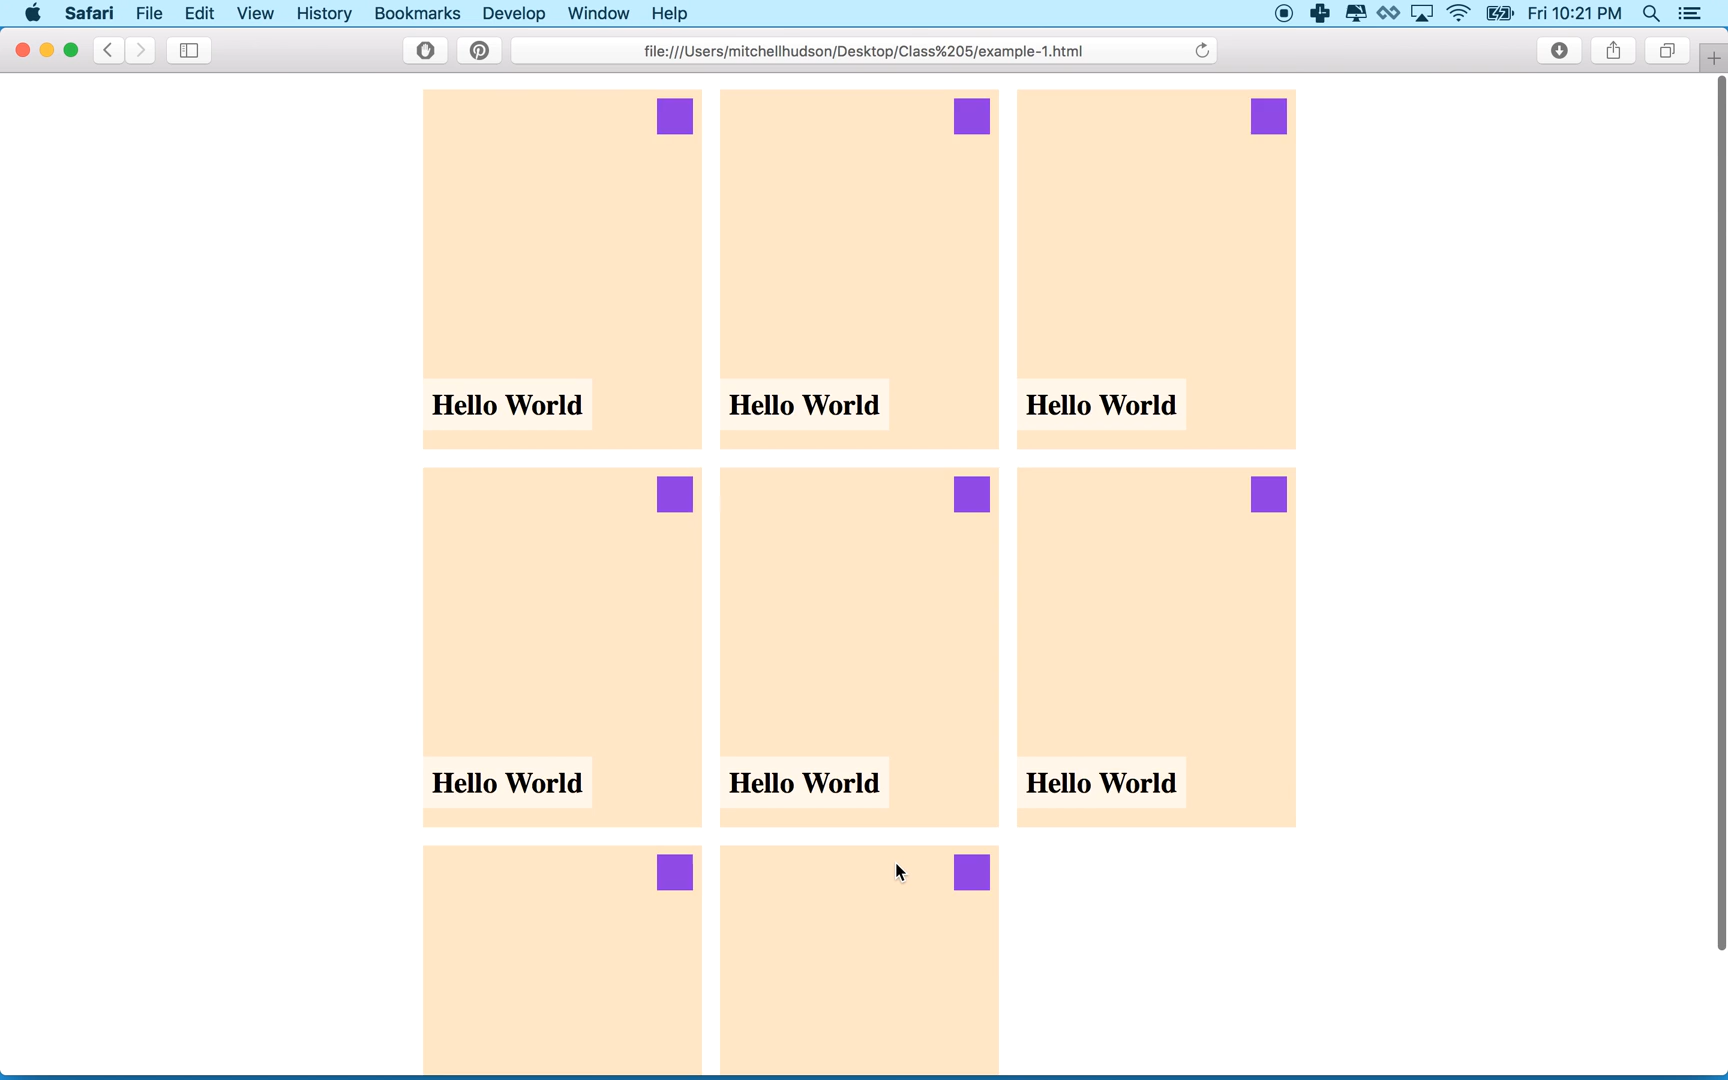 Safari File Edit View History Bookmarks Develop Window Help Fri 10:21 PM
file:///Users/mitchellhudson/Desktop/Class%205/example-1.html
Hello World Hello World Hello World
Hello World Hello World Hello World